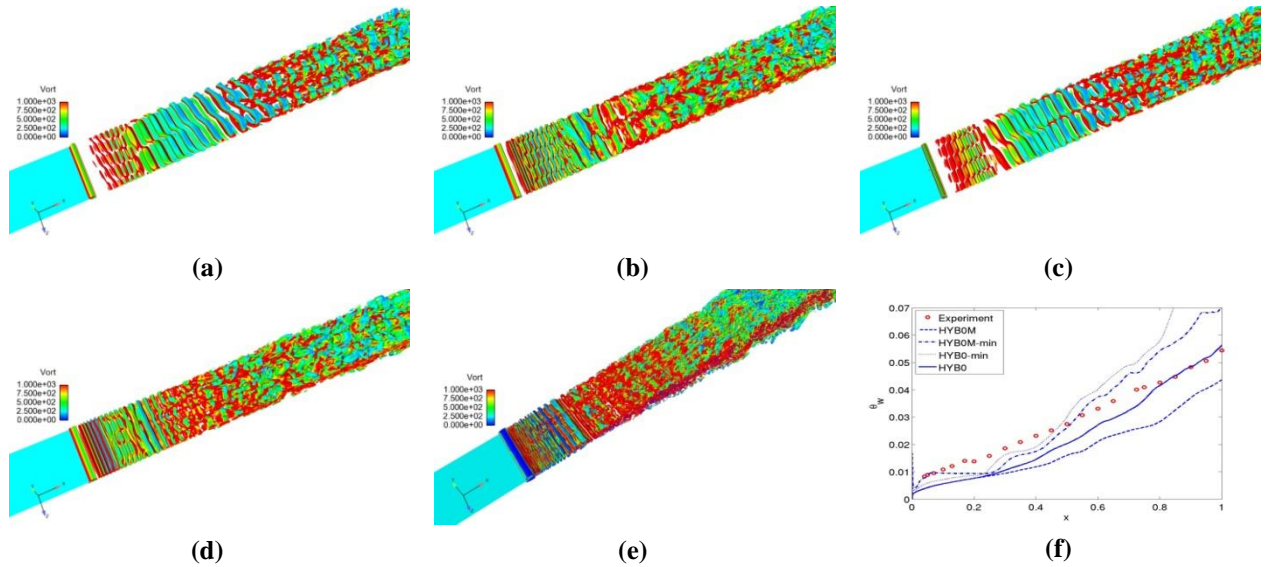 Vort
1.000e+03
7.500e+02
5.000e+02
2.500e+02
0.000e+00
(a)
Vort
1.000e+03
7.500e+02
5.000e+02
2.500e+02
0.000e+00
(b)
Vort
1.000e+03
7.500e+02
5.000e+02
2.500e+02
0.000e+00
(c)
Vort
1.000e+03
7.500e+02
5.000e+02
2.500e+02
0.000e+00
(d)
Vort
1.000e+03
7.500e+02
5.000e+02
2.500e+02
0.000e+00
(e)
0.07
0.06
0.05
0.04
0.03
0.02
0.01
0
θw
Experiment
HYB0M
HYB0M-min
HYB0-min
HYB0
0 0.2 0.4 0.6 0.8 1
x
(f)